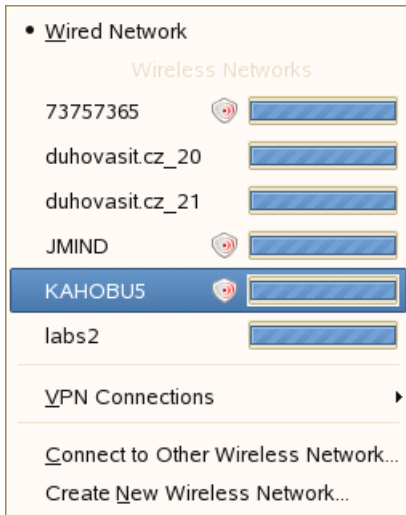 Wired Network
Wireless Networks
73757365
duhovasit.cz_20
duhovasit.cz_21
JMIND
KAHOBU5
labs2
VPN Connections
Connect to Other Wireless Network...
Create New Wireless Network...